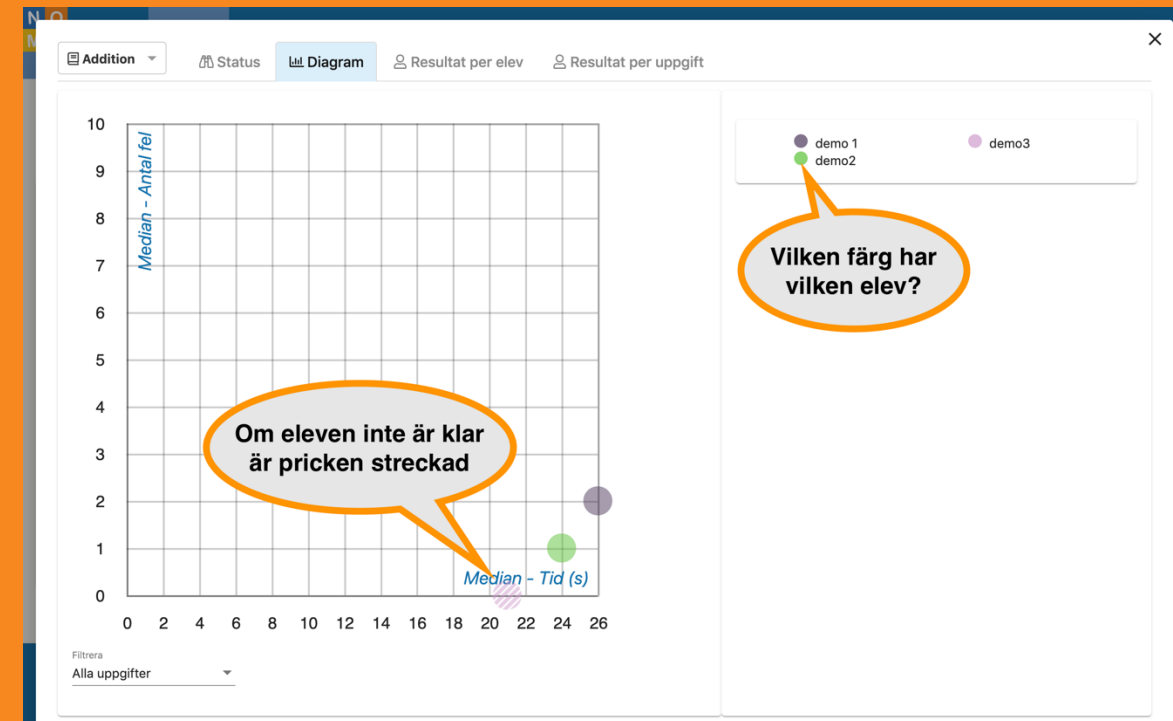 N O
M
Addition
Status
Diagram
Resultat per elev
Resultat per uppgift
10
9
8
7
6
5
4
3
2
1
0
Median - Antal fel
Om eleven inte är klar
är pricken streckad
Median - Tid (s)
0 2 4 6 8 10 12 14 16 18 20 22 24 26
Filtrera
Alla uppgifter
demo 1
demo2
demo3
Vilken färg har
vilken elev?